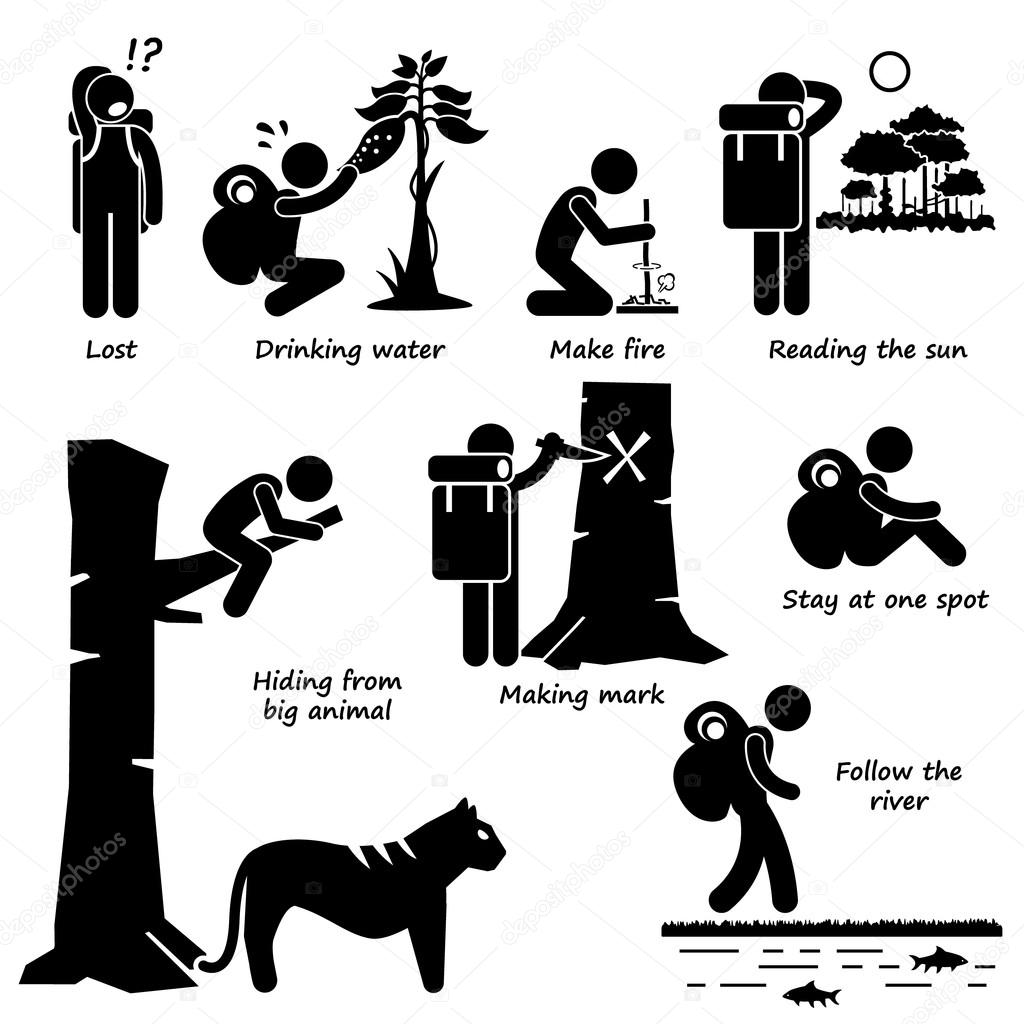 !?
Lost
Drinking water
Make fire
Reading the sun
Hiding from
big animal
Making mark
Stay at one spot
Follow the
river
depositphotos